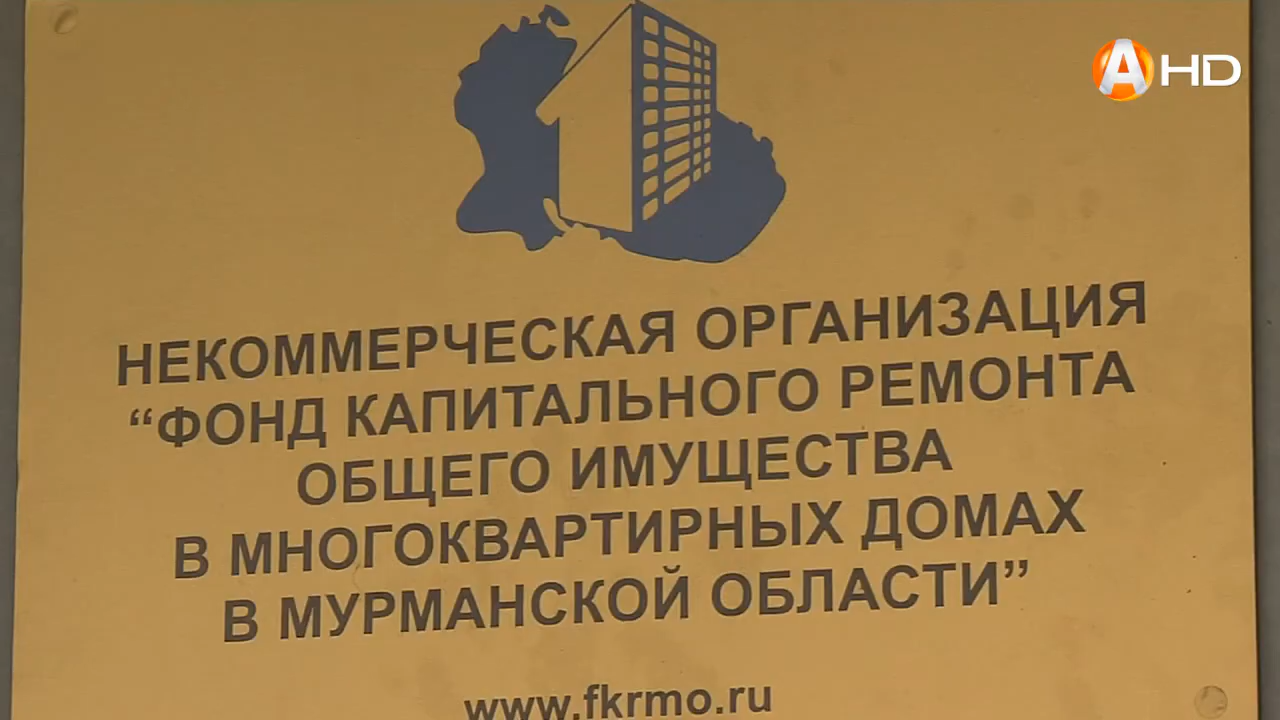 А HD
НЕКОММЕРЧЕСКАЯ ОРГАНИЗАЦИЯ
“ФОНД КАПИТАЛЬНОГО РЕМОНТА
ОБЩЕГО ИМУЩЕСТВА
В МНОГОКВАРТИРНЫХ ДОМАХ
В МУРМАНСКОЙ ОБЛАСТИ”
www.fkrmo.ru